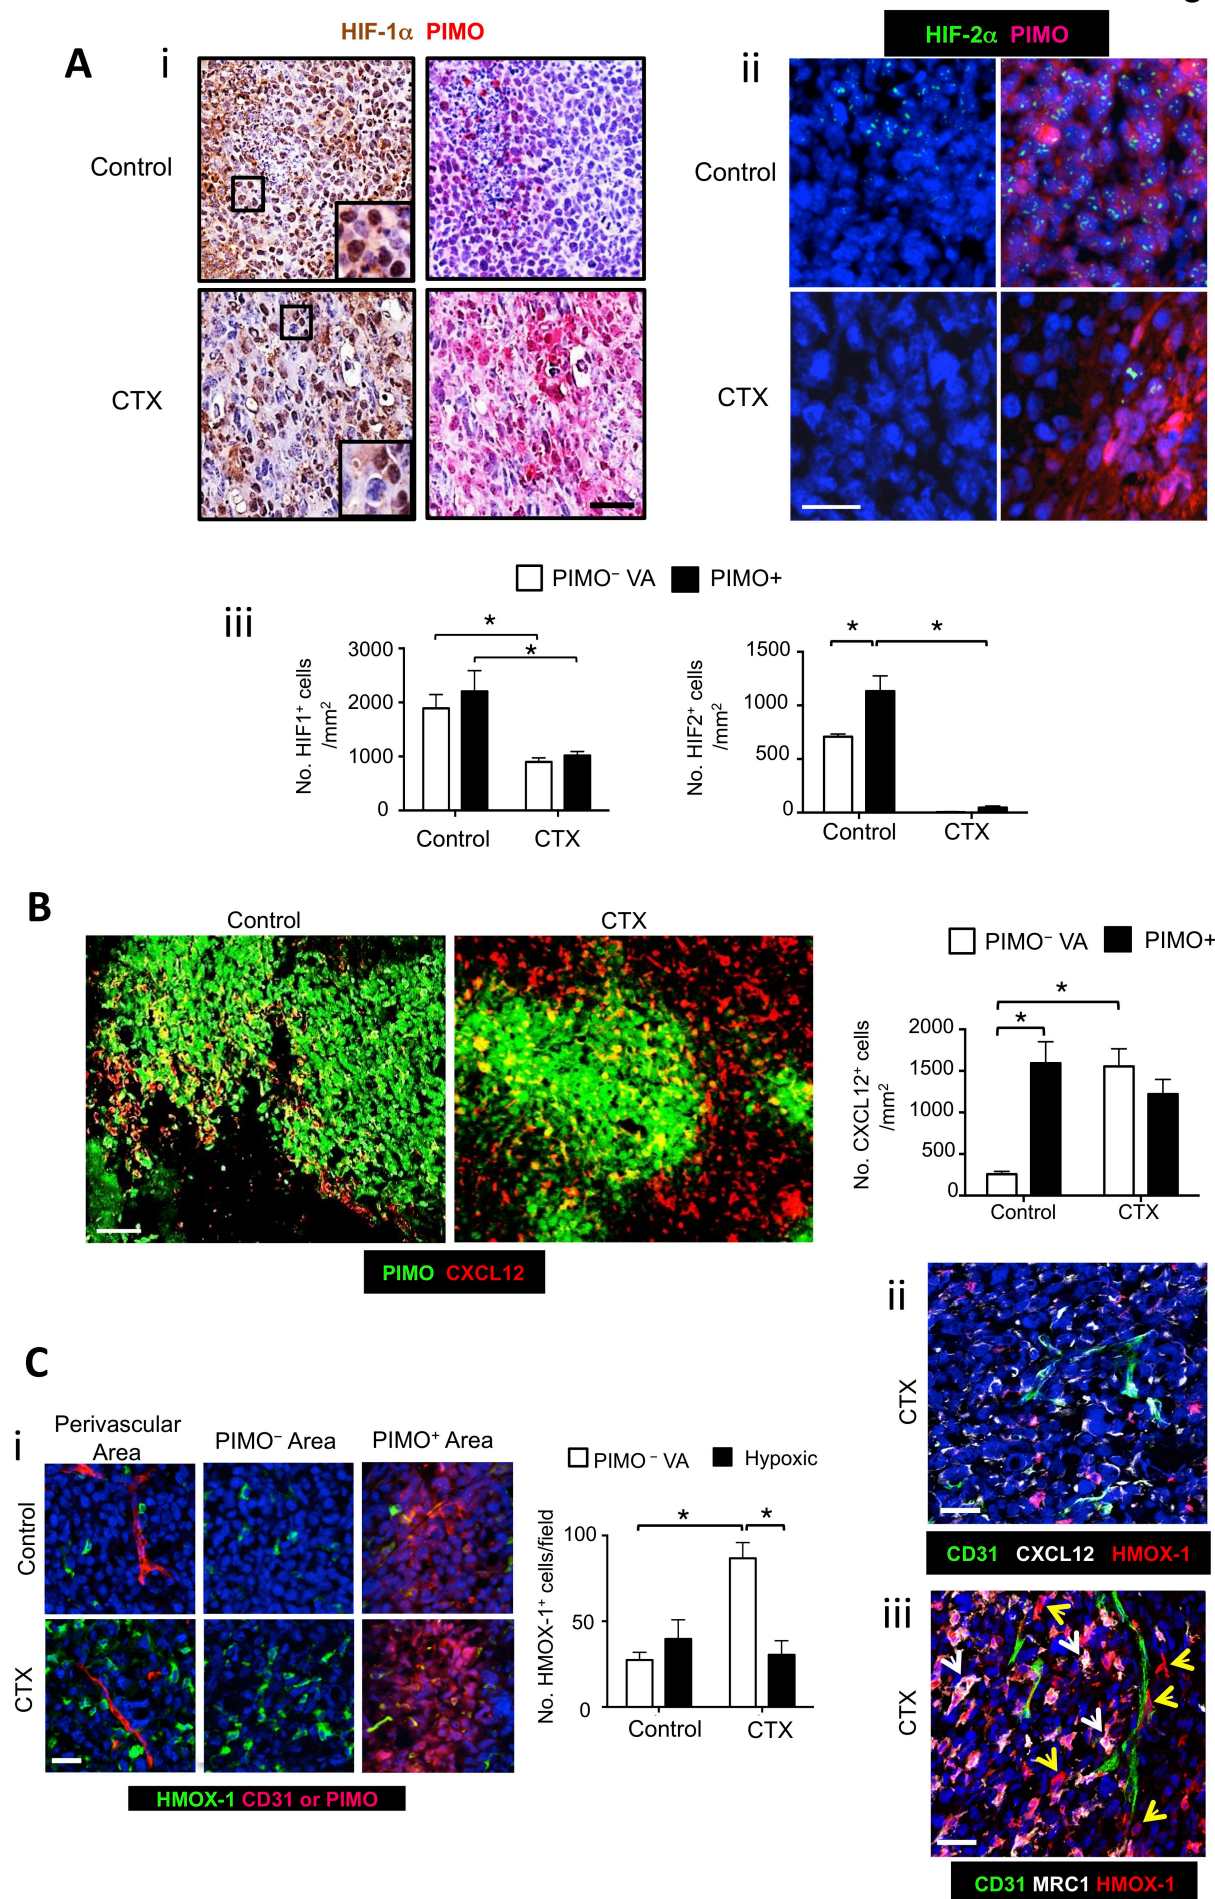 HIF-1α PIMO
HIF-2α PIMO
A
i
ii
Control
Control
CTX
CTX
PIMO⁻ VA
PIMO+
iii
*
*
*
*
No. HIF1⁺ cells
/mm²
3000
2000
1000
0
Control
CTX
No. HIF2⁺ cells
/mm²
1500
1000
500
0
Control
CTX
B
Control
CTX
PIMO⁻ VA
PIMO+
*
*
No. CXCL12⁺ cells
/mm²
2000
1500
1000
500
0
Control
CTX
PIMO CXCL12
C
i
Perivascular
Area
PIMO⁻ Area
PIMO⁺ Area
Control
CTX
HMOX-1 CD31 or PIMO
PIMO⁻ VA
Hypoxic
*
*
No. HMOX-1⁺ cells/field
100
50
0
Control
CTX
ii
CTX
CD31 CXCL12 HMOX-1
iii
CTX
CD31 MRC1 HMOX-1